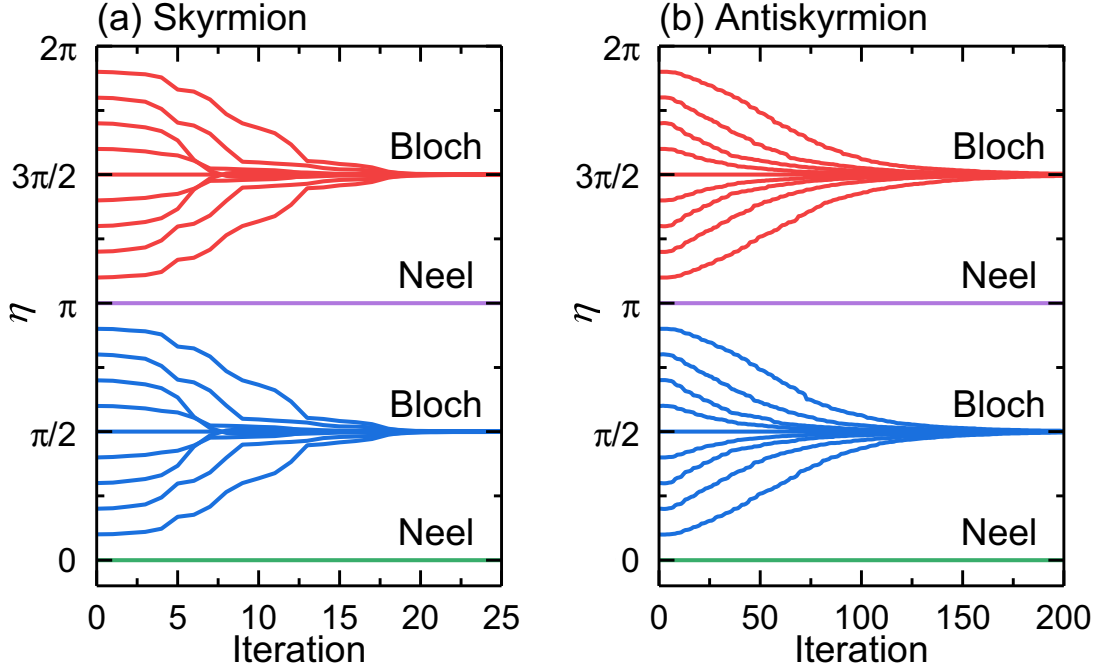 (a) Skyrmion
2π
3π/2
π
π/2
0
η
Bloch
Neel
Bloch
Neel
0 5 10 15 20 25
Iteration
(b) Antiskyrmion
2π
3π/2
π
π/2
0
η
Bloch
Neel
Bloch
Neel
0 50 100 150 200
Iteration